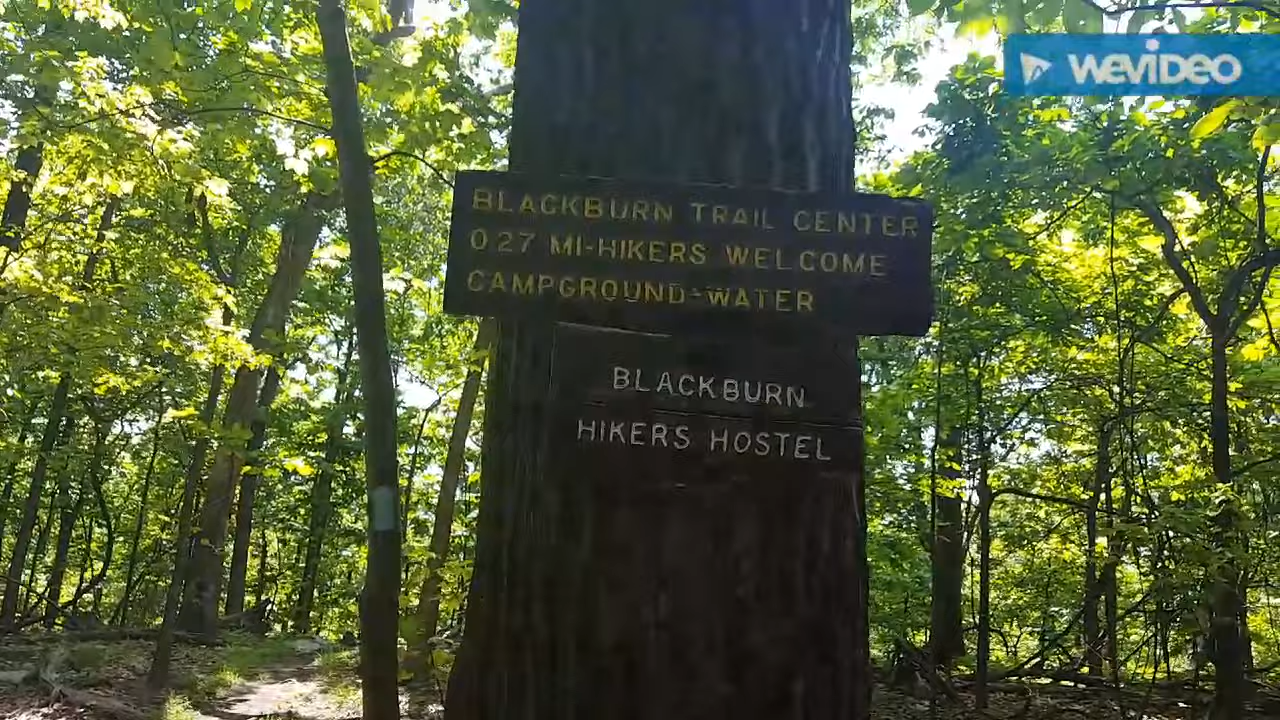 WEVIDEO
BLACKBURN TRAIL CENTER
0.27 MI-HIKERS WELCOME
CAMPGROUND-WATER
BLACKBURN
HIKERS HOSTEL